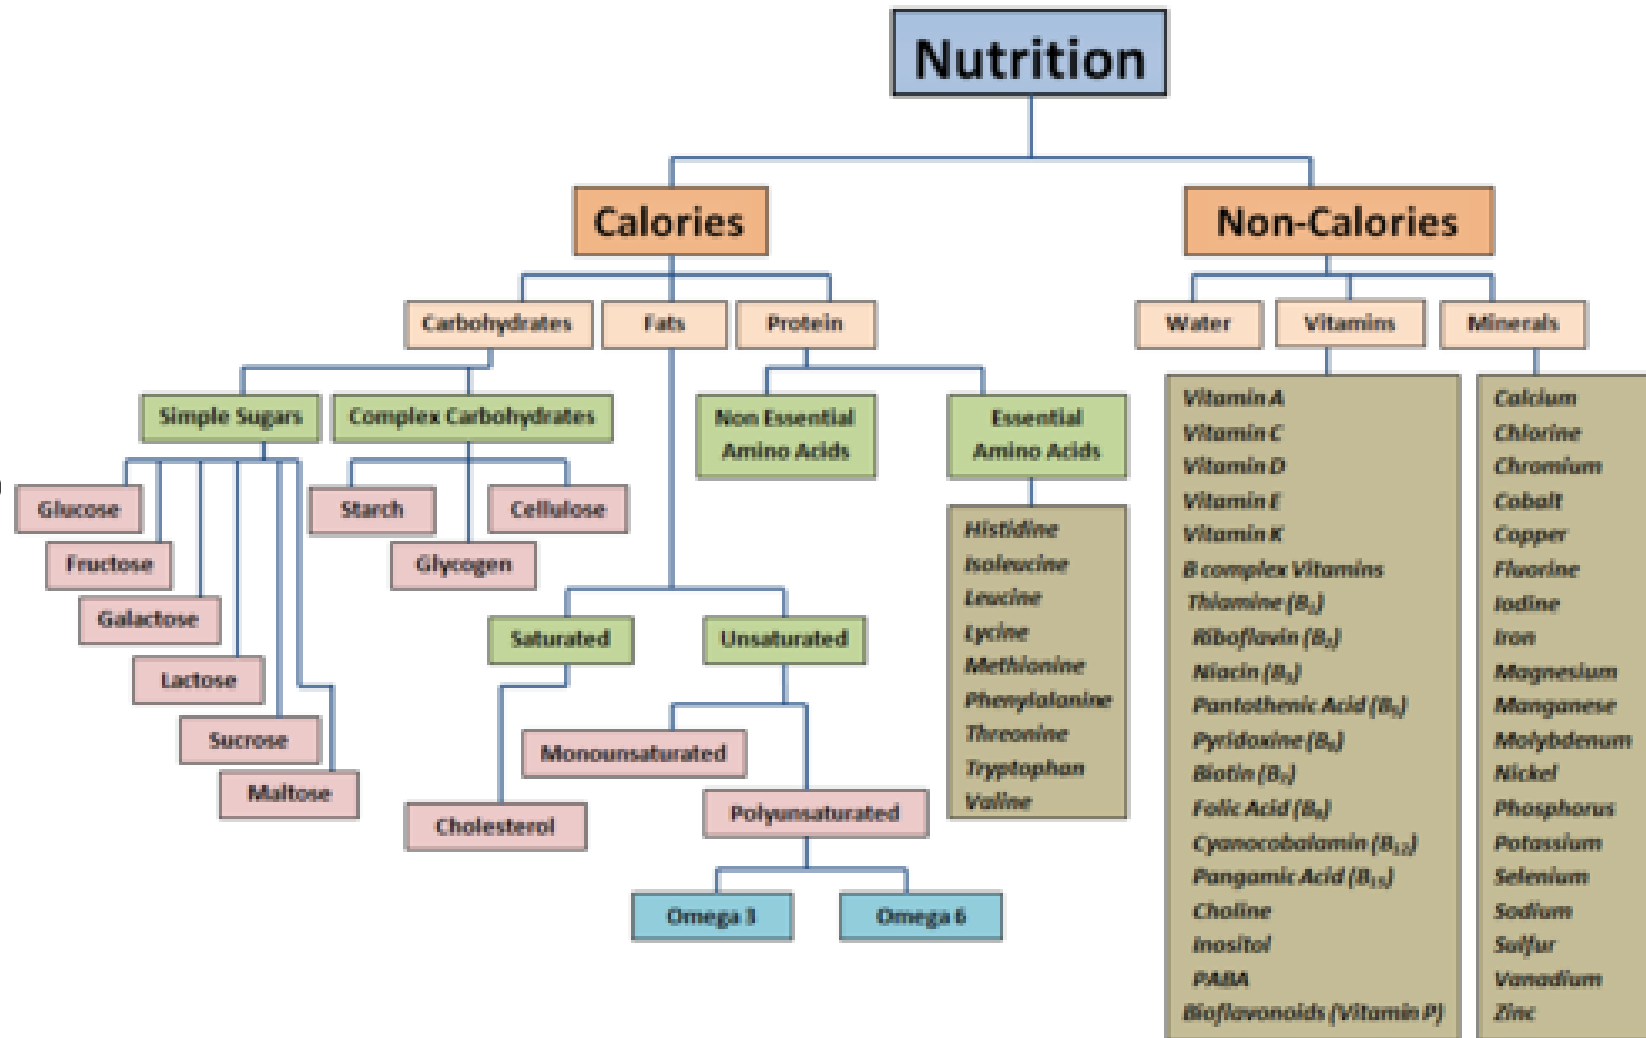 Nutrition
Calories
Non-Calories
Carbohydrates
Fats
Protein
Water
Vitamins
Minerals
Simple Sugars
Complex Carbohydrates
Non Essential
Amino Acids
Essential
Amino Acids
Glucose
Fructose
Galactose
Lactose
Sucrose
Maltose
Starch
Glycogen
Cellulose
Saturated
Unsaturated
Cholesterol
Monounsaturated
Polyunsaturated
Omega 3
Omega 6
Histidine
Isoleucine
Leucine
Lycine
Methionine
Phenylalanine
Threonine
Tryptophan
Valine
Vitamin A
Vitamin C
Vitamin D
Vitamin E
Vitamin K
B complex Vitamins
Thiamine (B₁)
Riboflavin (B₂)
Niacin (B₃)
Pantothenic Acid (B₅)
Pyridoxine (B₆)
Biotin (B₇)
Folic Acid
Cyanocobalamin (B₁₂)
Pangamic Acid (B₁₅)
Choline
Inositol
PABA
Bioflavonoids (Vitamin P)
Calcium
Chlorine
Chromium
Cobalt
Copper
Fluorine
Iodine
Iron
Magnesium
Manganese
Molybdenum
Nickel
Phosphorus
Potassium
Selenium
Sodium
Sulfur
Vanadium
Zinc